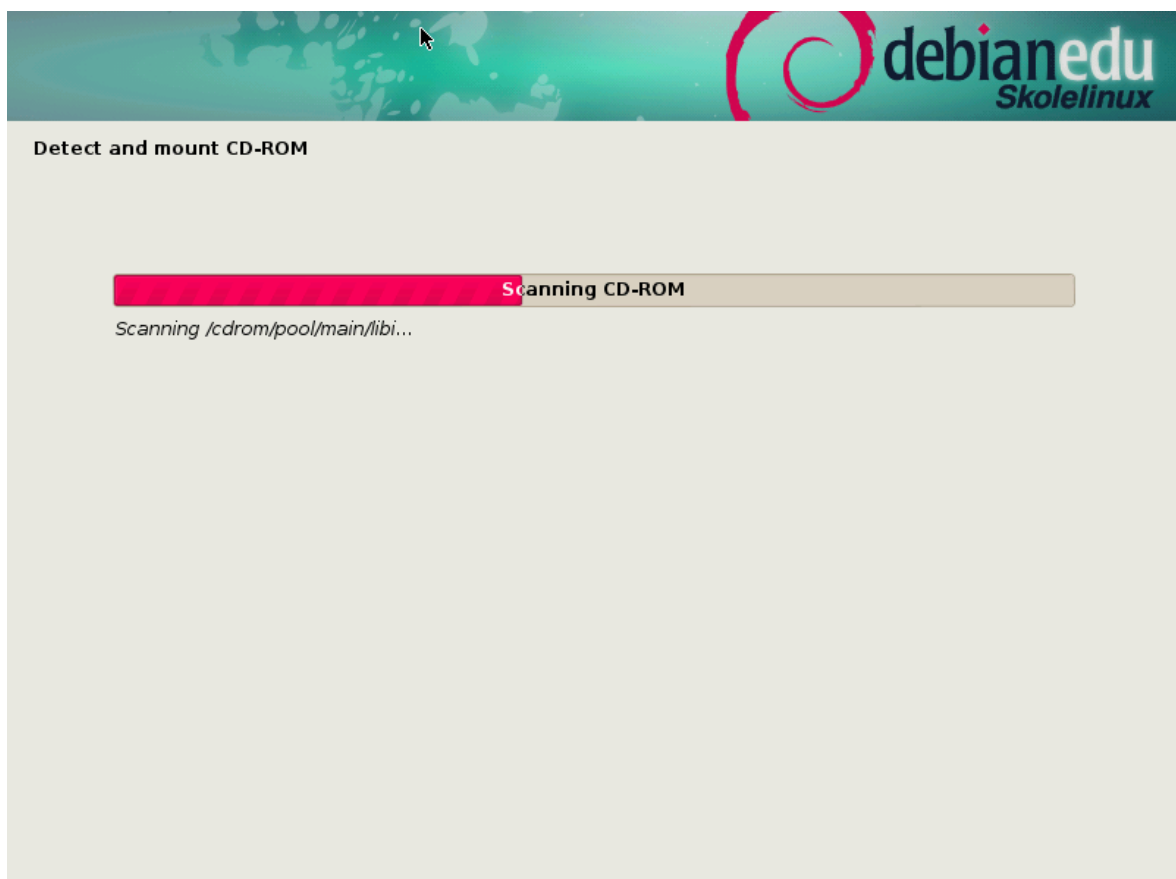 debianedu
Skolelinux
Detect and mount CD-ROM
Scanning CD-ROM
Scanning /cdrom/pool/main/libi...